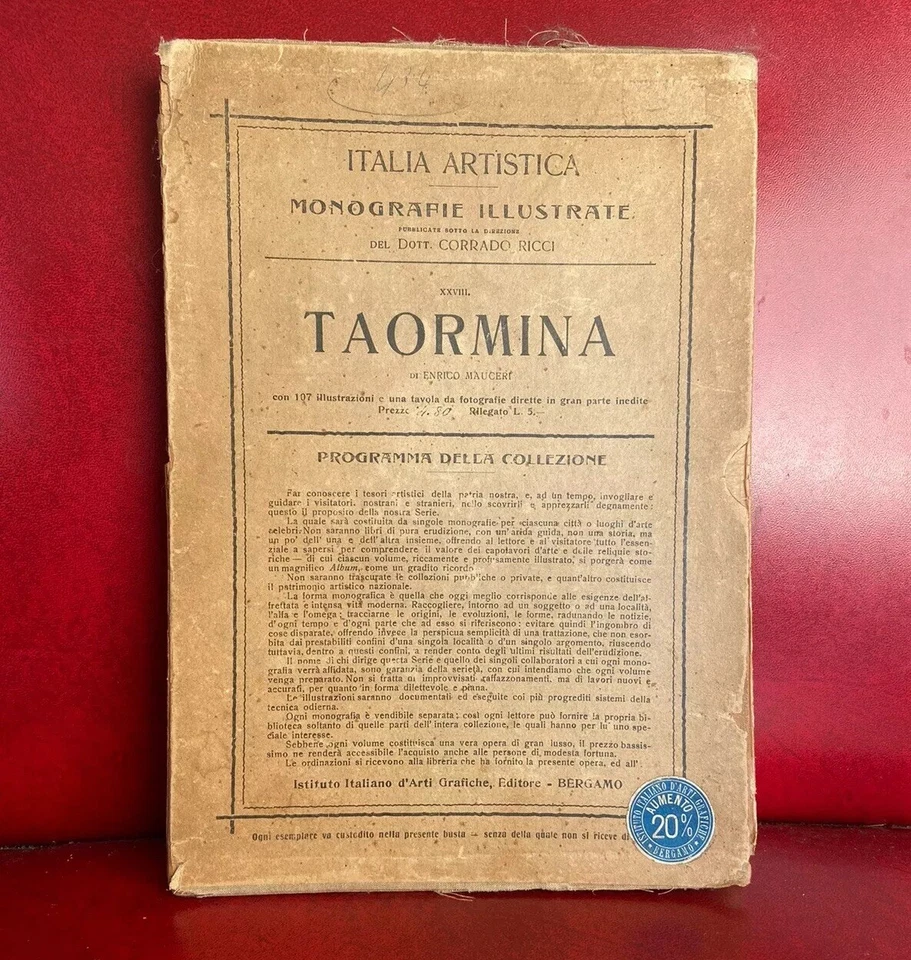 ITALIA ARTISTICA
MONOGRAFIE ILLUSTRATE
PUBBLICATE SOTTO LA DIREZIONE
DEL DOTT. CORRADO RICCI
XXVIII.
TAORMINA
DI ENRICO MAUCERI
con 107 illustrazioni e una tavola da fotografie dirette in gran parte inedite
Prezzo 4.80 Rilegato L. 5.—
PROGRAMMA DELLA COLLEZIONE
Far conoscere i tesori artistici della patria nostra, e, ad un tempo, invogliare e
guidare i visitatori, nostrani e stranieri, nello scoprirli e apprezzarli degnamente:
questo il proposito della nostra Serie.
La quale sarà costituita da singole monografie per ciascuna città o luoghi d'arte
celebri. Non saranno libri di pura erudizione, con un'arida guida, non una storia, ma
un po' dell' una e dell'altra insieme, offrendo al lettore e al visitatore tutto l'essen-
ziale a sapersi per comprendere il valore dei capolavori d'arte e delle reliquie sto-
riche — di cui ciascun volume, riccamente e profusamente illustrato, si porgerà come
un magnifico Album, come un gradito ricordo.
Non saranno trascurate le collezioni pubbliche o private, e quant'altro costituisce
il patrimonio artistico nazionale.
La forma monografica è quella che oggi meglio corrisponde alle esigenze dell'af-
frettata e intensa vita moderna. Raccogliere, intorno ad un soggetto o ad una località,
l'alfa e l'omega; tracciarne le origini, le evoluzioni, le forme, radunando le notizie,
d'ogni tempo e d'ogni parte che ad esso si riferiscono; evitare quindi l'ingombro di
cose disparate, offrendo invece la perspicua semplicità di una trattazione, che non esor-
bita dai prestabiliti confini d'una singola località o d'un singolo argomento, riuscendo
tuttavia, dentro a questi confini, a render conto degli ultimi risultati dell'erudizione.
Il nome di chi dirige questa Serie e quello dei singoli collaboratori a cui ogni mono-
grafia verrà affidata, sono garanzia della serietà, con cui intendiamo che ogni volume
venga preparato. Non si tratta di improvvisati raffazzonamenti, ma di lavori nuovi e
accurati, per quanto in forma dilettevole e piana.
Le illustrazioni saranno documentali ed eseguite coi più progrediti sistemi della
tecnica odierna.
Ogni monografia è vendibile separata; così ogni lettore può fornire la propria bi-
blioteca soltanto di quelle parti dell'intera collezione, le quali hanno per lui uno spe-
ciale interesse.
Sebbene ogni volume costituisca una vera opera di gran lusso, il prezzo bassis-
simo ne renderà accessibile l'acquisto anche alle persone di modesta fortuna.
Le ordinazioni si ricevono alla libreria che ha fornito la presente opera, ed all'
Istituto Italiano d'Arti Grafiche, Editore - BERGAMO
Ogni esemplare va custodito nella presente busta — senza della quale non si riceve di
ISTITUTO ITALIANO D'ARTI GRAFICHE
AUMENTO
20%
BERGAMO